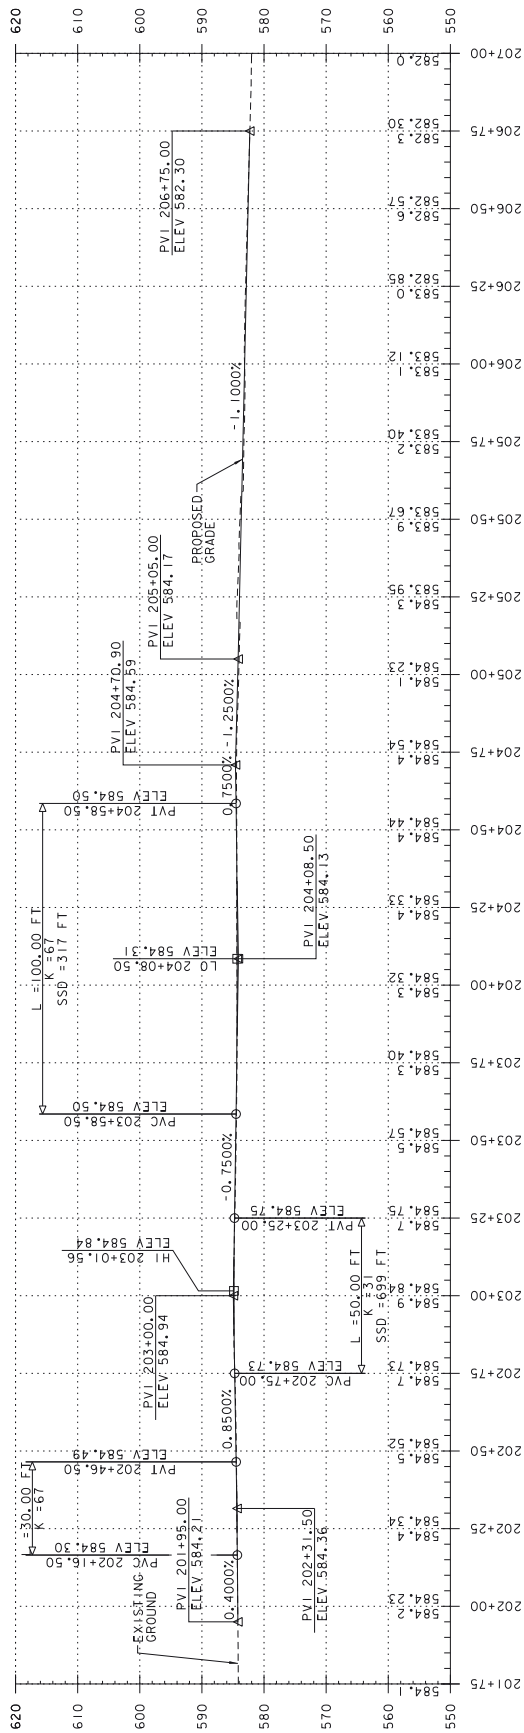 620 610 600 590 580 570 560 550
620 610 600 590 580 570 560 550
207+00
582.0
206+75
582.30
582.3
206+50
582.57
582.6
206+25
582.85
583.0
206+00
583.12
583.1
205+75
583.40
583.2
205+50
583.67
583.9
205+25
583.95
584.3
205+00
584.23
584.1
204+75
584.54
584.4
204+50
584.44
584.4
204+25
584.33
584.4
204+00
584.32
584.3
203+75
584.40
584.3
203+50
584.57
584.5
203+25
584.75
584.7
203+00
584.84
584.9
202+75
584.73
584.7
202+50
584.52
584.5
202+25
584.34
584.4
202+00
584.23
584.2
201+75
584.1
PVI 206+75.00
ELEV 582.30
-1.1000%
PROPOSED
GRADE
PVI 205+05.00
ELEV 584.17
-1.2500%
PVI 204+70.90
ELEV 584.59
0.7500%
PVT 204+58.50
ELEV 584.50
L =100.00 FT
K =67
SSD =317 FT
LO 204+08.50
ELEV 584.31
PVI 204+08.50
ELEV 584.13
PVC 203+58.50
ELEV 584.50
-0.7500%
PVT 203+25.00
ELEV 584.75
HI 203+01.56
ELEV 584.84
PVI 203+00.00
ELEV 584.94
L =50.00 FT
K =31
SSD =699 FT
PVC 202+75.00
ELEV 584.73
0.8500%
PVT 202+46.50
ELEV 584.49
=30.00 FT
K =67
PVI 202+31.50
ELEV 584.36
PVC 202+16.50
ELEV 584.30
0.4000%
PVI 201+95.00
ELEV 584.21
EXISTING
GROUND